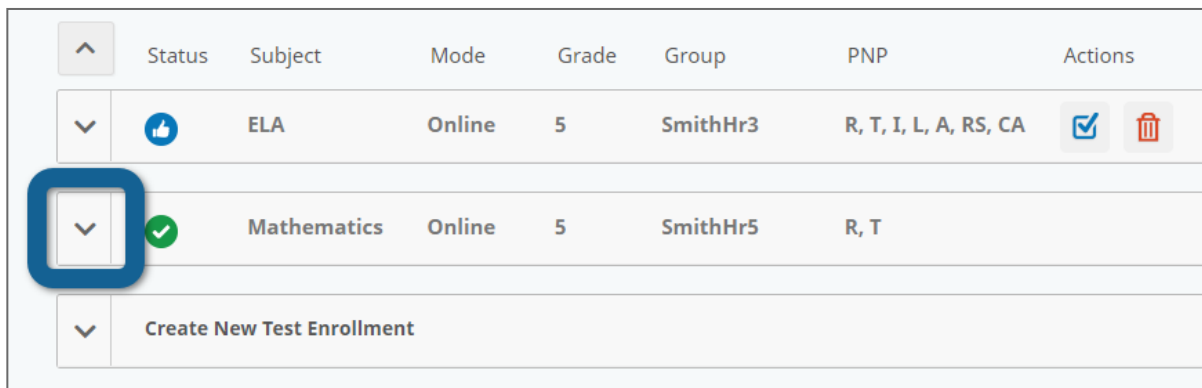 Status Subject Mode Grade Group PNP Actions
ELA Online 5 SmithHr3 R, T, I, L, A, RS, CA
Mathematics Online 5 SmithHr5 R, T
Create New Test Enrollment